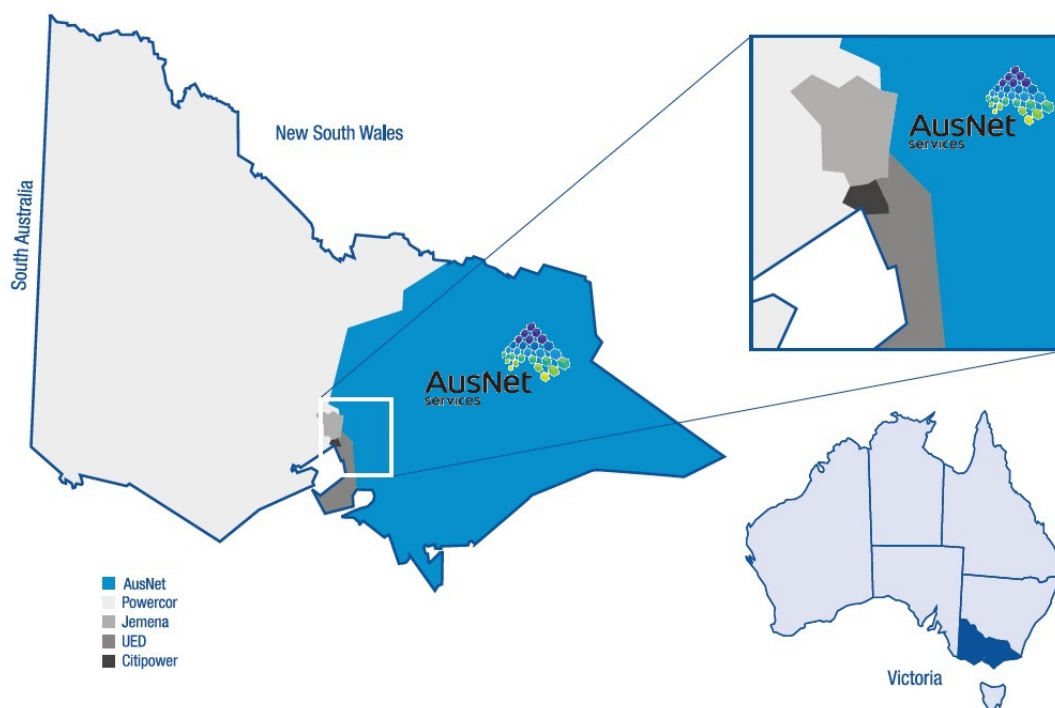 New South Wales
South Australia
AusNet
services
AusNet
services
AusNet
Powercor
Jemena
UED
Citipower
Victoria